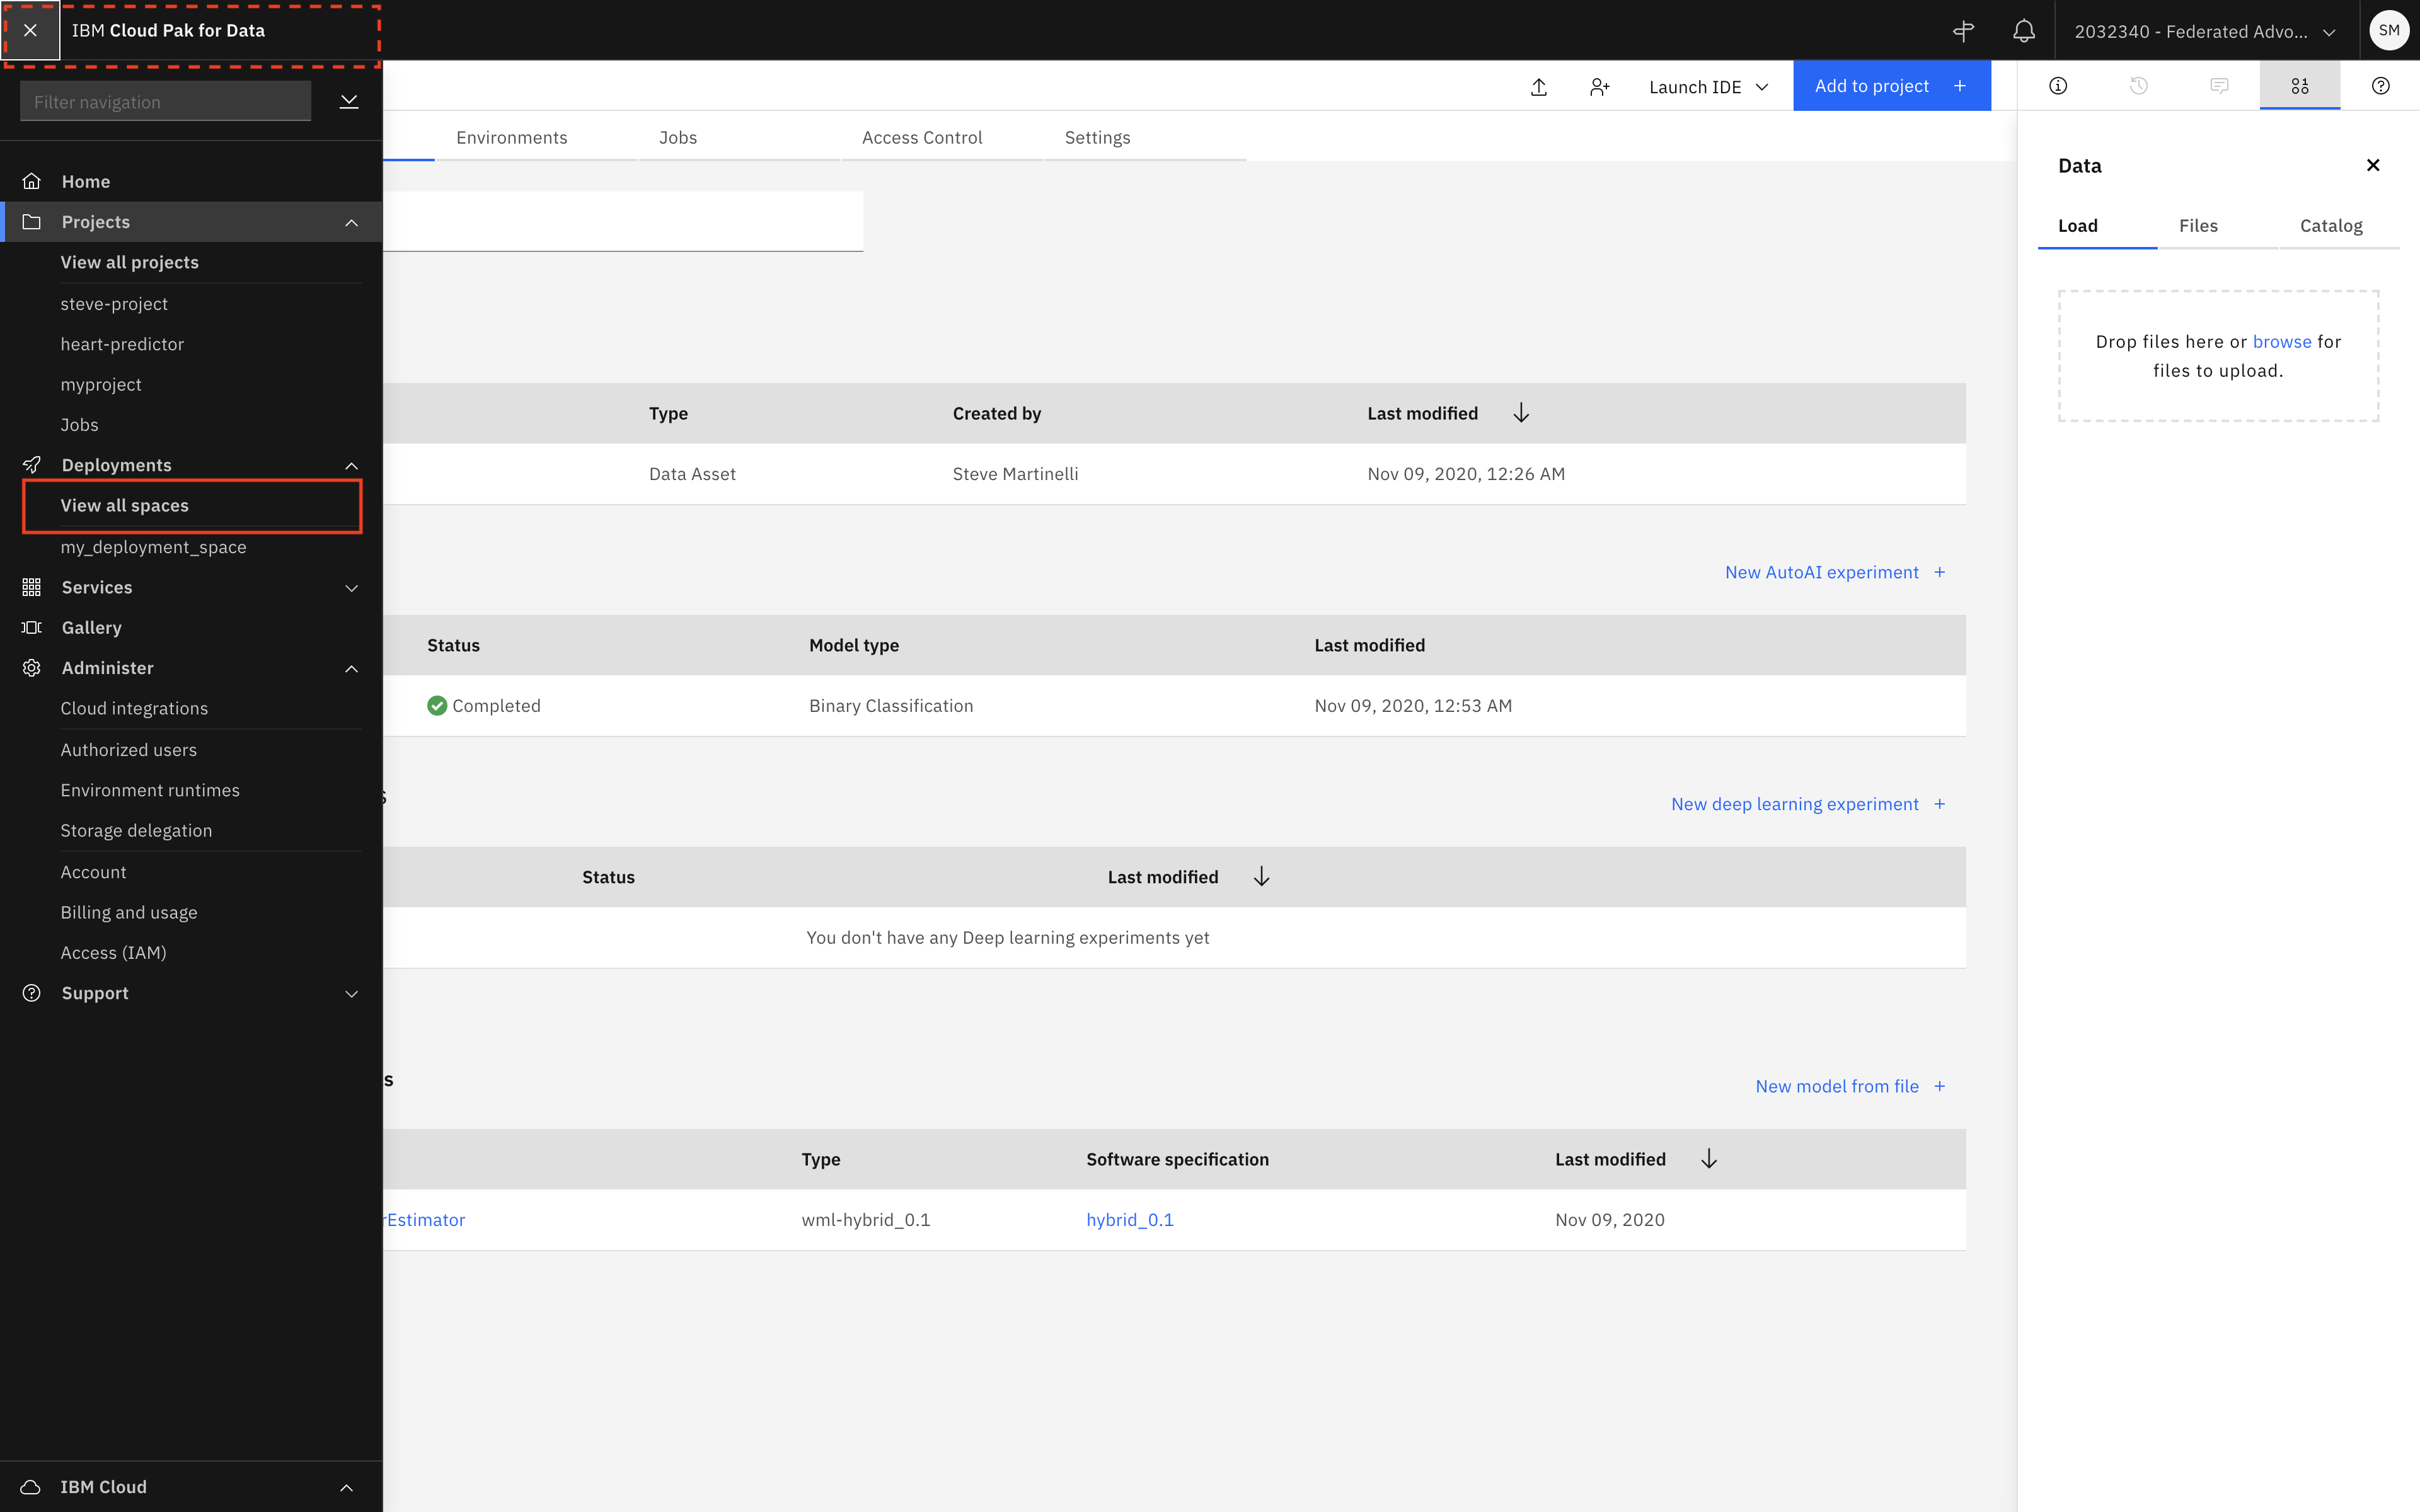 IBM Cloud Pak for Data
2032340 - Federated Advo...
SM
Filter navigation
Launch IDE
Add to project +
Environments
Jobs
Access Control
Settings
Home
Projects
View all projects
steve-project
heart-predictor
myproject
Jobs
Deployments
View all spaces
my_deployment_space
Services
Gallery
Administer
Cloud integrations
Authorized users
Environment runtimes
Storage delegation
Account
Billing and usage
Access (IAM)
Support
IBM Cloud
Type Created by Last modified
Data Asset Steve Martinelli Nov 09, 2020, 12:26 AM
New AutoAI experiment +
Status Model type Last modified
Completed Binary Classification Nov 09, 2020, 12:53 AM
New deep learning experiment +
Status Last modified
You don't have any Deep learning experiments yet
s
New model from file +
Type Software specification Last modified
rEstimator wml-hybrid_0.1 hybrid_0.1 Nov 09, 2020
Data
Load Files Catalog
Drop files here or browse for
files to upload.